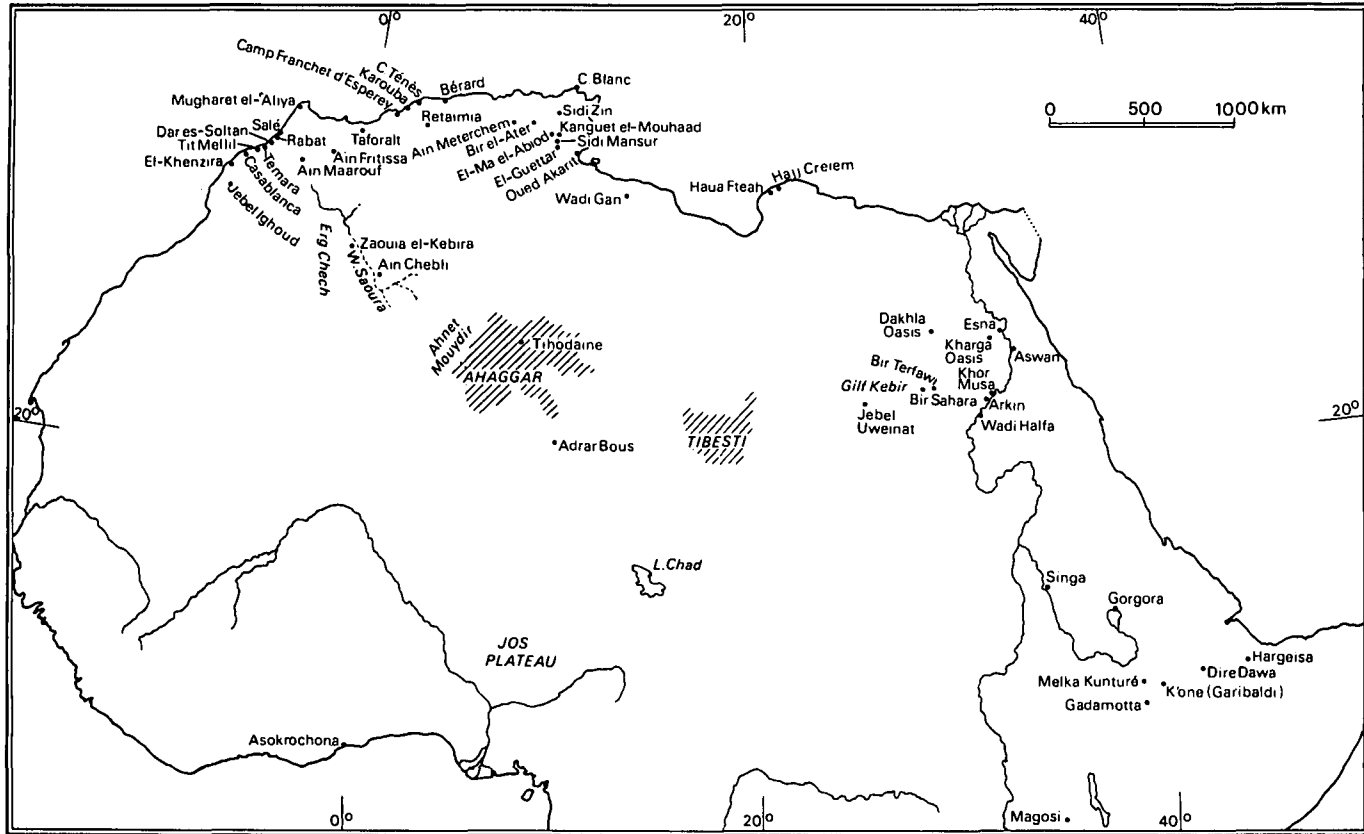 0°
20°
40°
Camp Franchet d'Esperey
C Ténès
Karouba
Bérard
C Blanc
0 500 1000 km
Mugharet el-'Aliya
Retaimia
Sidi Zin
Dar es-Soltan
Salé
Taforalt
Ain Meterchem
Bir el-Ater
Kanguet el-Mouhaad
Tit Mellil
Rabat
El-Ma el-Abiod
Sidi Mansur
El-Khenzira
Ain Fritissa
El-Guettar
Temara
Ain Maarouf
Oued Akarit
Casablanca
Haua Fteah
Hajj Creiem
Jebel Ighoud
Wadi Gan
Erg Chech
Zaouia el-Kebira
W. Saoura
Ain Chebli
Ahnet
Mouydir
Tihodaine
AHAGGAR
Dakhla
Oasis
Esna
Kharga
Oasis
Aswan
Bir Terfawi
Khor
Musa
Gilf Kebir
Bir Sahara
Arkin
Jebel
Uweinat
Wadi Halfa
20°
20°
Adrar Bous
TIBESTI
L. Chad
Singa
Gorgora
JOS
PLATEAU
Hargeisa
Dire Dawa
Melka Kunturé
K'one (Garibaldi)
Gadamotta
Asokrochona
Magosi
0°
20°
40°